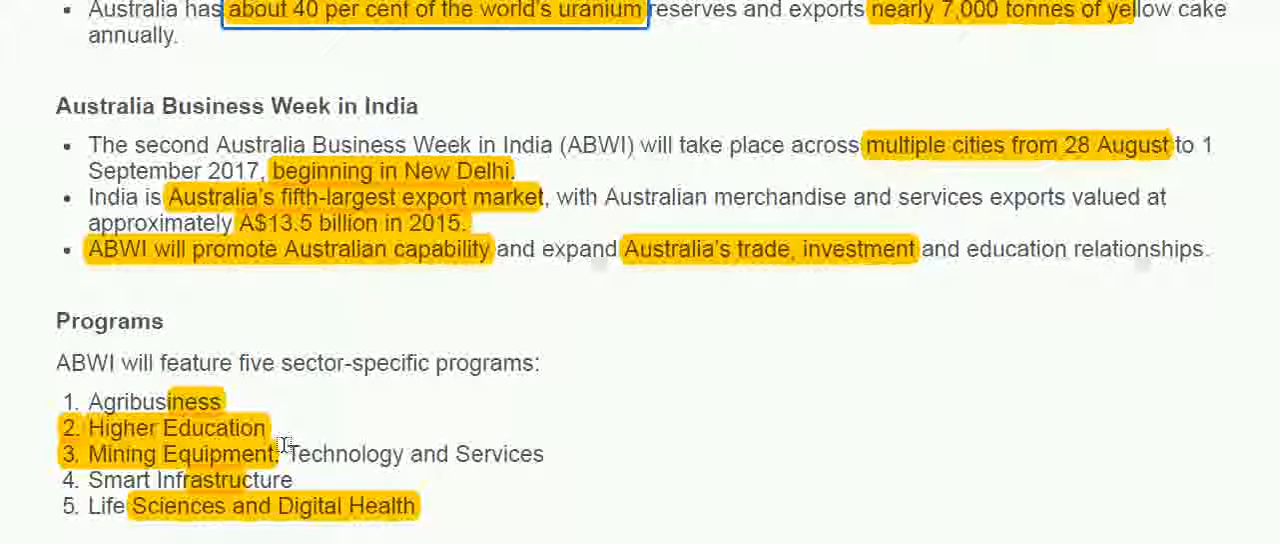 Australia has about 40 per cent of the world's uranium reserves and exports nearly 7,000 tonnes of yellow cake
annually.
Australia Business Week in India
The second Australia Business Week in India (ABWI) will take place across multiple cities from 28 August to 1
September 2017, beginning in New Delhi.
India is Australia's fifth-largest export market, with Australian merchandise and services exports valued at
approximately A$13.5 billion in 2015.
ABWI will promote Australian capability and expand Australia's trade, investment and education relationships.
Programs
ABWI will feature five sector-specific programs:
1. Agribusiness
2. Higher Education
3. Mining Equipment, Technology and Services
4. Smart Infrastructure
5. Life Sciences and Digital Health